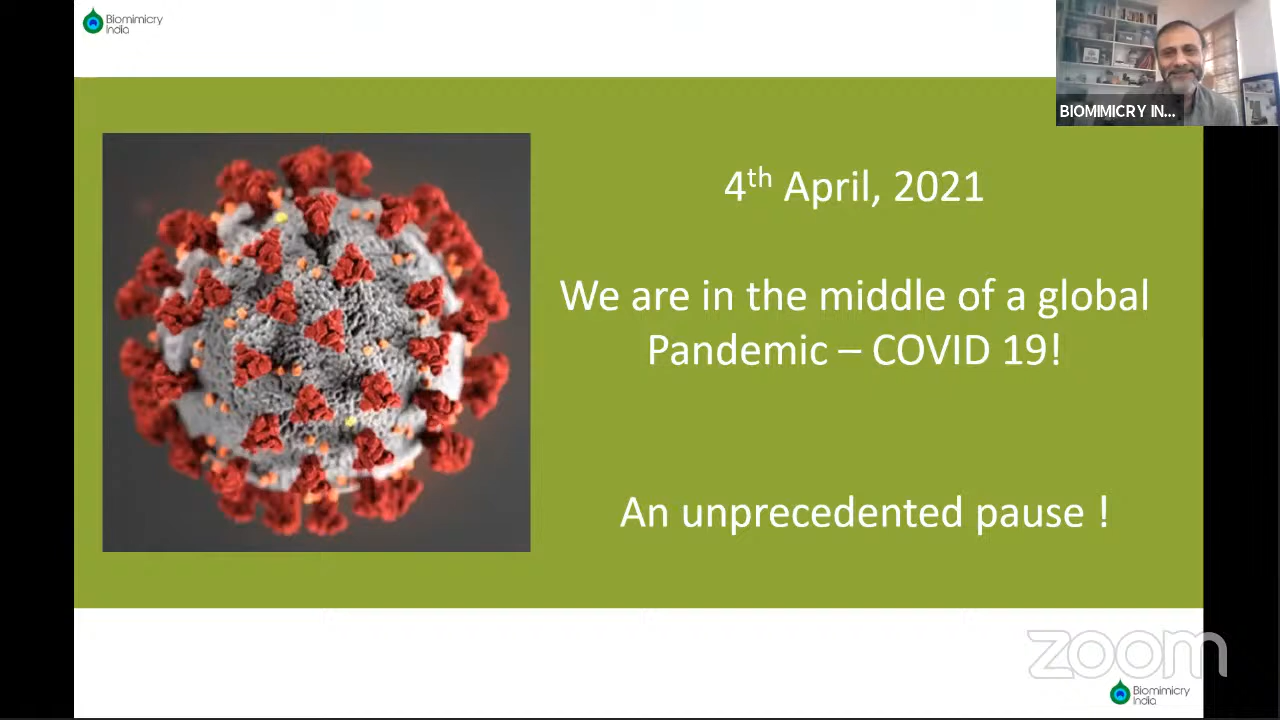 Biomimicry
India
BIOMIMICRY IN...
4th April, 2021
We are in the middle of a global
Pandemic – COVID 19!
An unprecedented pause !
zoom
Biomimicry
India